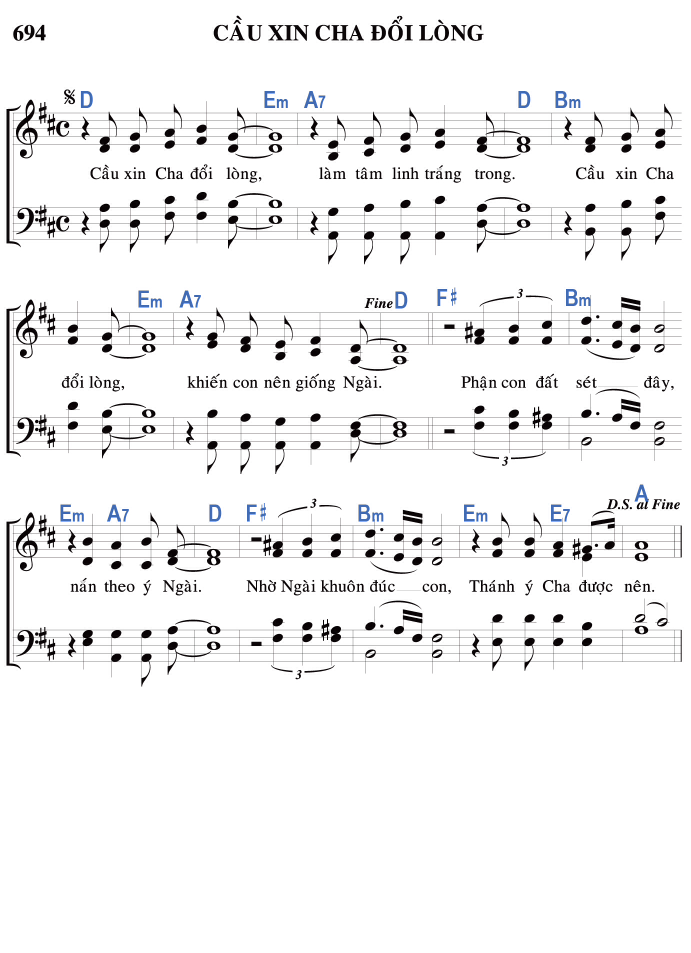 694 CẦU XIN CHA ĐỔI LÒNG
D Em A7 D Bm
Cầu xin Cha đổi lòng, làm tâm linh tráng trong. Cầu xin Cha
Em A7 Fine D F♯ 3 Bm
đổi lòng, khiến con nên giống Ngài. Phận con đất sét đây,
3
Em A7 D F♯ 3 Bm Em E7 D.S. al Fine A
nấn theo ý Ngài. Nhờ Ngài khuôn đúc con, Thánh ý Cha được nên.
3